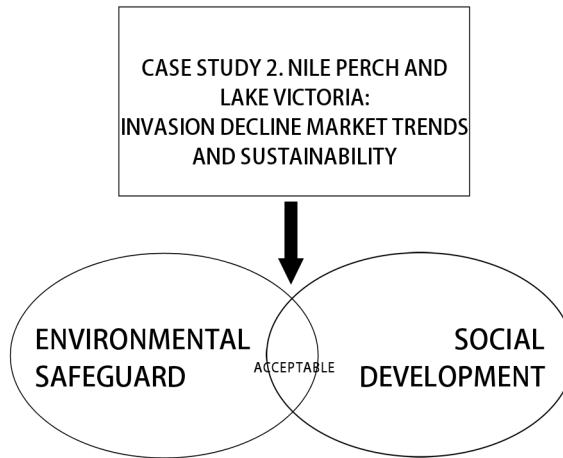 CASE STUDY 2. NILE PERCH AND
LAKE VICTORIA:
INVASION DECLINE MARKET TRENDS
AND SUSTAINABILITY
ENVIRONMENTAL
SAFEGUARD
ACCEPTABLE
SOCIAL
DEVELOPMENT